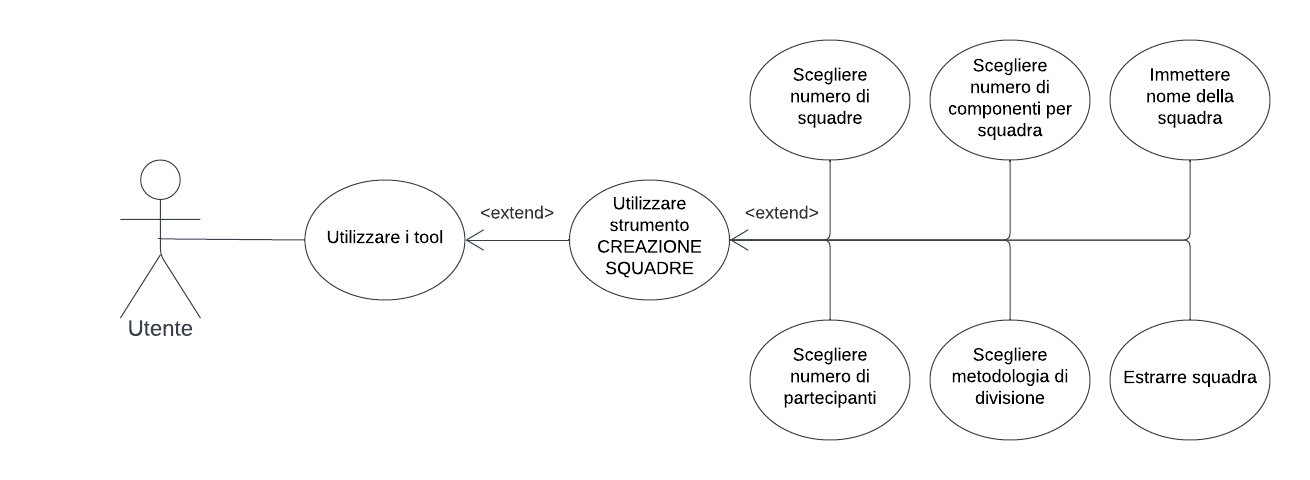 Scegliere
numero di
squadre
Scegliere
numero di
componenti per
squadra
Immettere
nome della
squadra
Utente
Utilizzare i tool
<extend>
Utilizzare
strumento
CREAZIONE
SQUADRE
<extend>
Scegliere
numero di
partecipanti
Scegliere
metodologia di
divisione
Estrarre squadra